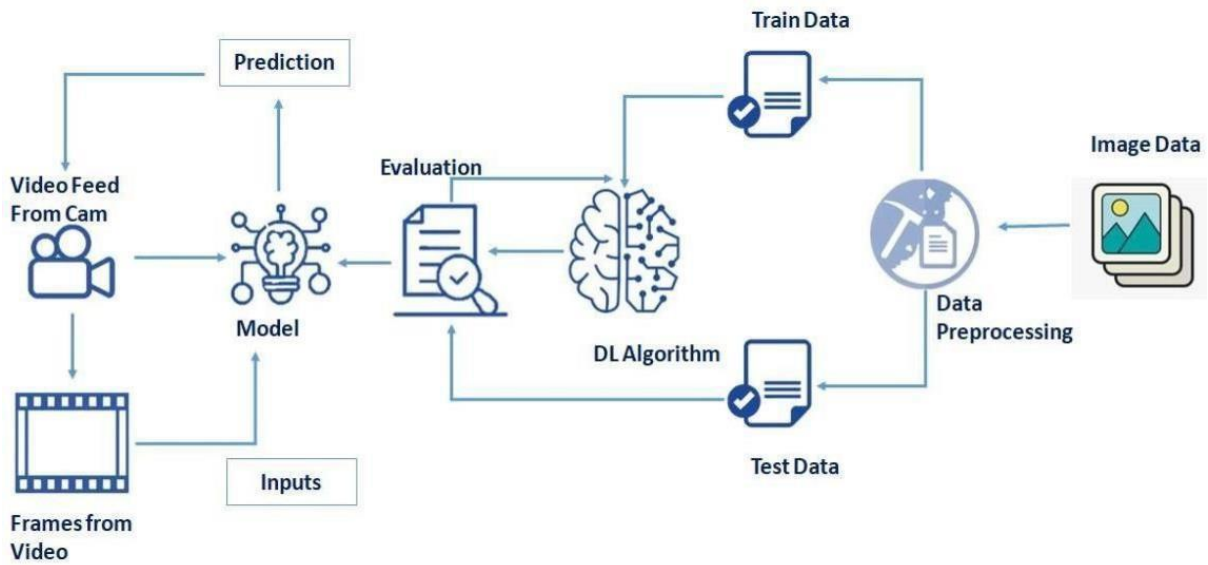 Train Data
Prediction
Image Data
Evaluation
Video Feed
From Cam
Model
Data
Preprocessing
DL Algorithm
Test Data
Inputs
Frames from
Video